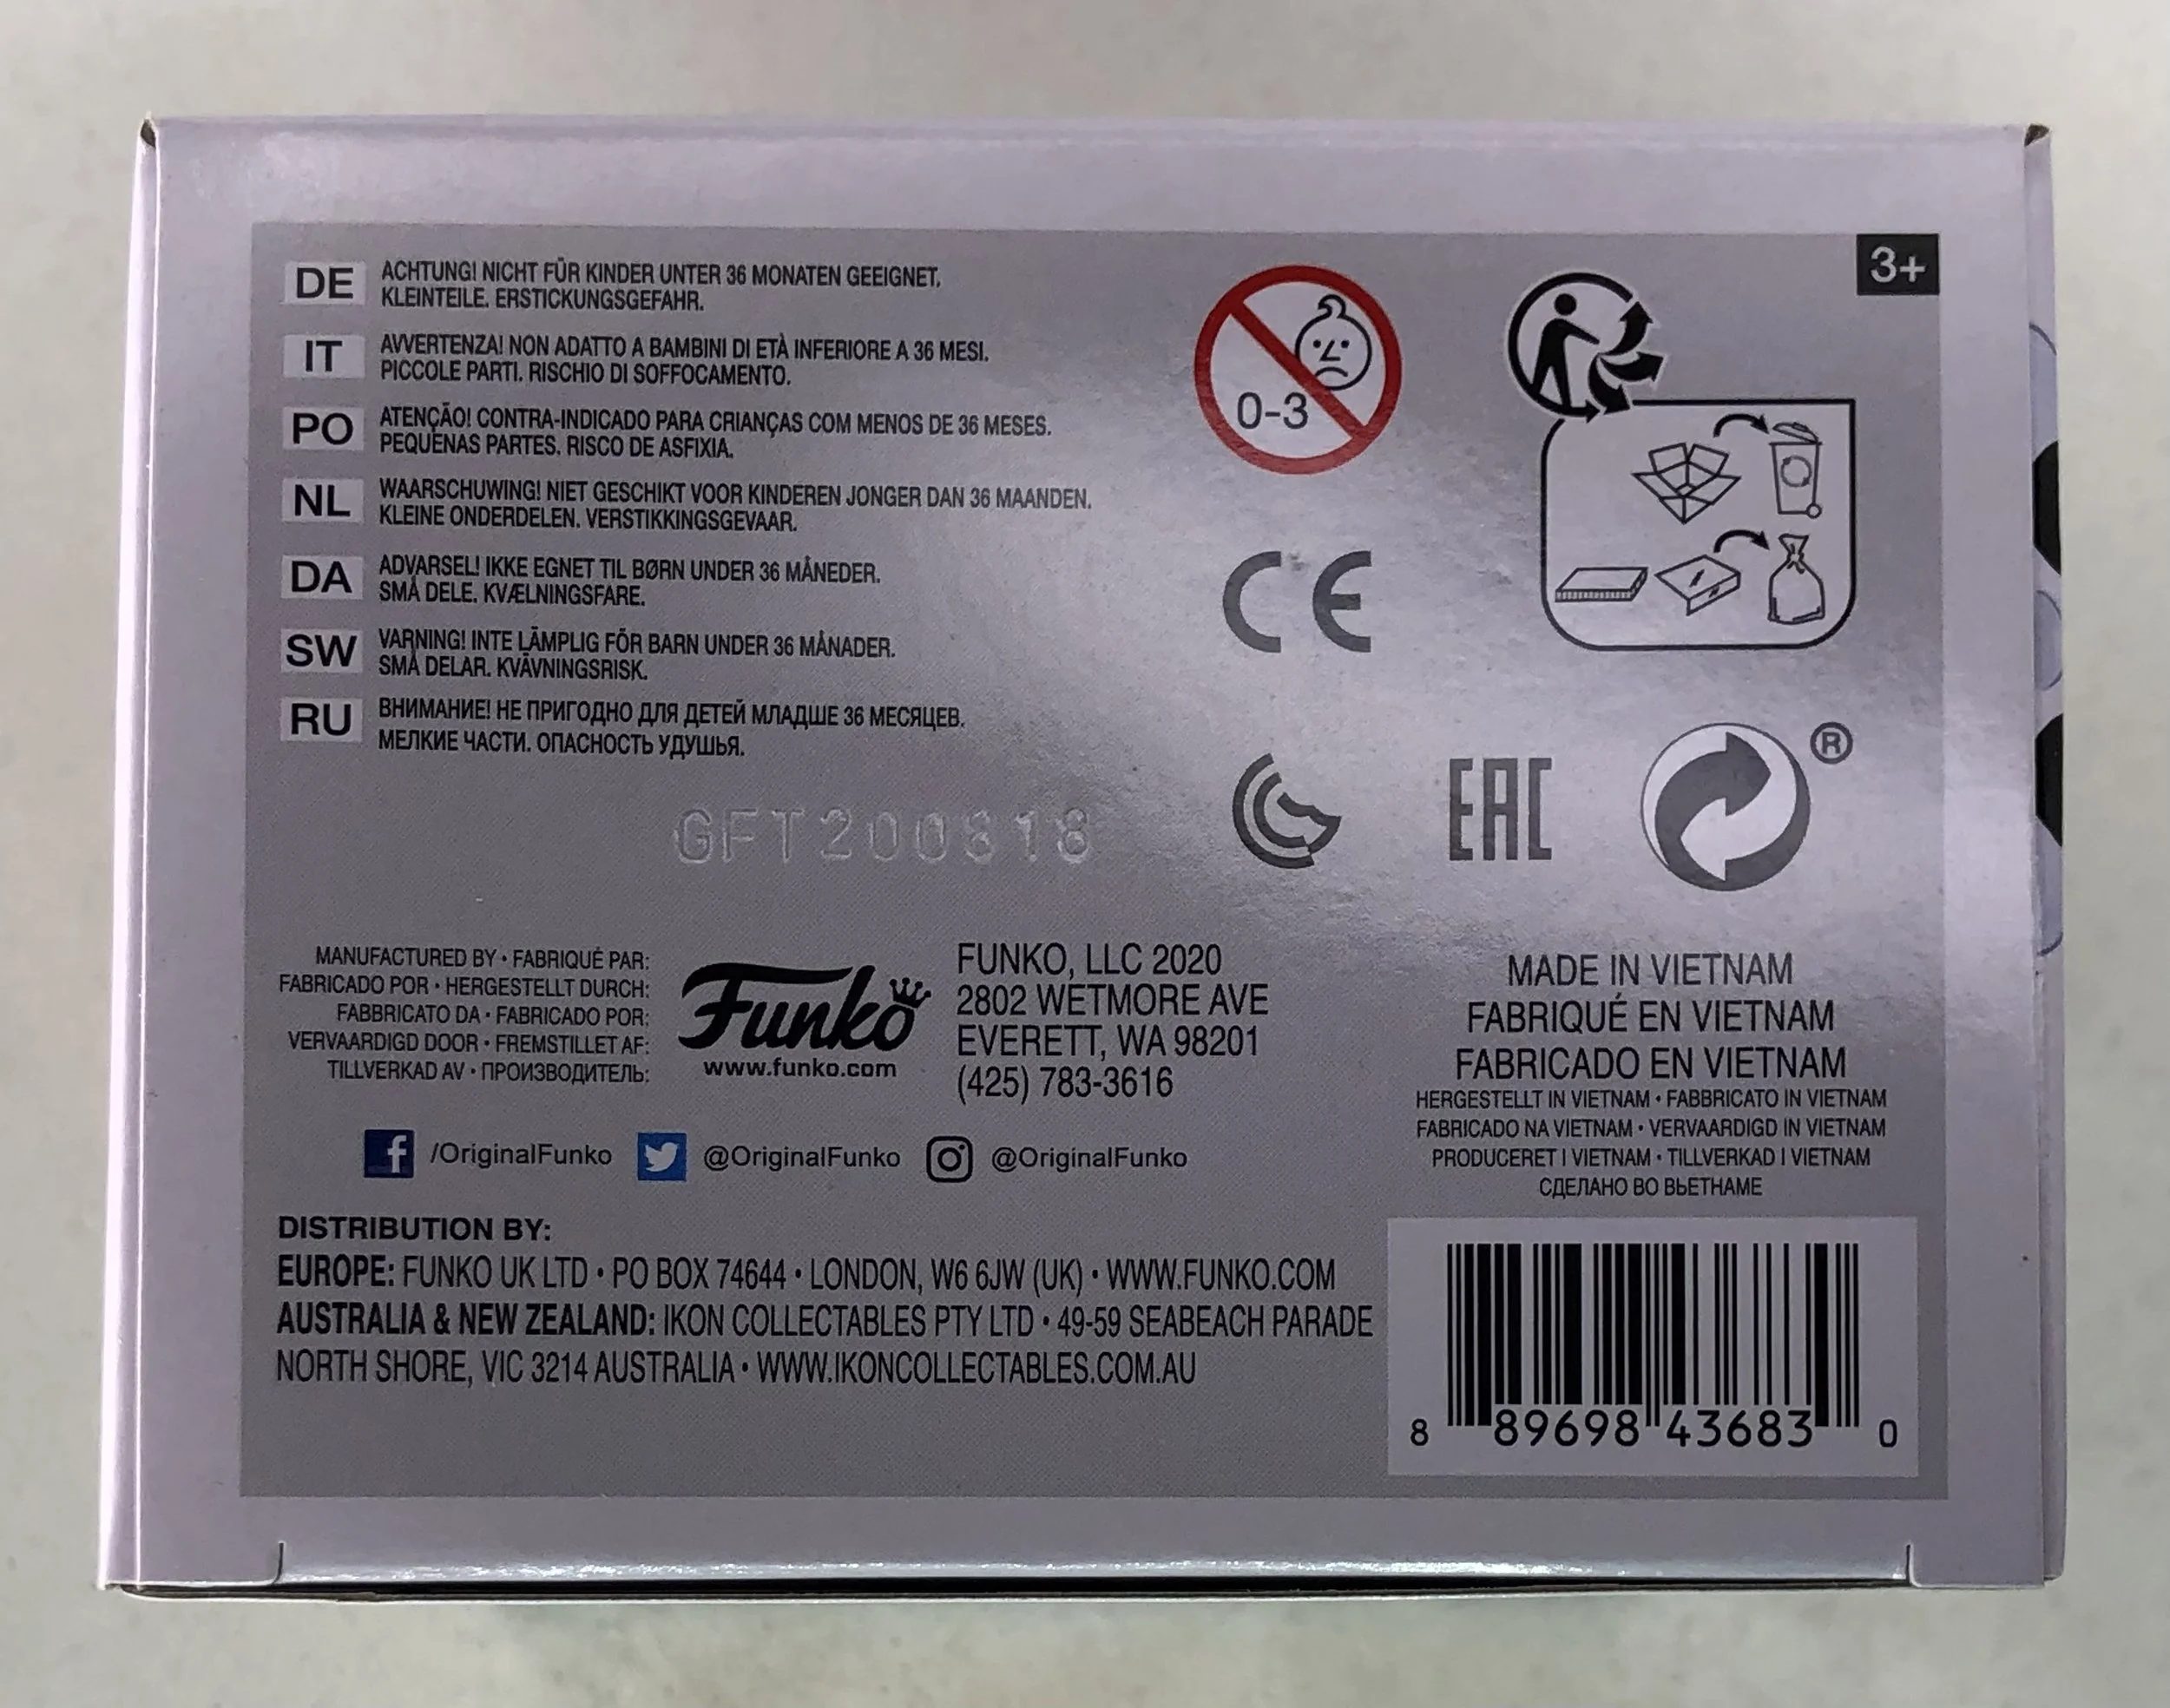 3+
DE
ACHTUNG! NICHT FÜR KINDER UNTER 36 MONATEN GEEIGNET,
KLEINTEILE. ERSTICKUNGSGEFAHR.
IT
AVVERTENZA! NON ADATTO A BAMBINI DI ETÀ INFERIORE A 36 MESI.
PICCOLE PARTI. RISCHIO DI SOFFOCAMENTO.
PO
ATENÇÃO! CONTRA-INDICADO PARA CRIANÇAS COM MENOS DE 36 MESES.
PEQUENAS PARTES. RISCO DE ASFIXIA.
NL
WAARSCHUWING! NIET GESCHIKT VOOR KINDEREN JONGER DAN 36 MAANDEN.
KLEINE ONDERDELEN. VERSTIKKINGSGEVAAR.
DA
ADVARSEL! IKKE EGNET TIL BØRN UNDER 36 MÅNEDER.
SMÅ DELE. KVÆLNINGSFARE.
SW
VARNING! INTE LÄMPLIG FÖR BARN UNDER 36 MÅNADER.
SMÅ DELAR. KVÄVNINGSRISK.
RU
ВНИМАНИЕ! НЕ ПРИГОДНО ДЛЯ ДЕТЕЙ МЛАДШЕ 36 МЕСЯЦЕВ.
МЕЛКИЕ ЧАСТИ. ОПАСНОСТЬ УДУШЬЯ.
0-3
CE
EAC
®
GFT200818
MANUFACTURED BY • FABRIQUÉ PAR:
FABRICADO POR • HERGESTELLT DURCH:
FABBRICATO DA • FABRICADO POR:
VERVAARDIGD DOOR • FREMSTILLET AF:
TILLVERKAD AV • ПРОИЗВОДИТЕЛЬ:
Funko
www.funko.com
FUNKO, LLC 2020
2802 WETMORE AVE
EVERETT, WA 98201
(425) 783-3616
/OriginalFunko @OriginalFunko @OriginalFunko
MADE IN VIETNAM
FABRIQUÉ EN VIETNAM
FABRICADO EN VIETNAM
HERGESTELLT IN VIETNAM • FABBRICATO IN VIETNAM
FABRICADO NA VIETNAM • VERVAARDIGD IN VIETNAM
PRODUCERET I VIETNAM • TILLVERKAD I VIETNAM
СДЕЛАНО ВО ВЬЕТНАМЕ
DISTRIBUTION BY:
EUROPE: FUNKO UK LTD • PO BOX 74644 • LONDON, W6 6JW (UK) • WWW.FUNKO.COM
AUSTRALIA & NEW ZEALAND: IKON COLLECTABLES PTY LTD • 49-59 SEABEACH PARADE
NORTH SHORE, VIC 3214 AUSTRALIA • WWW.IKONCOLLECTABLES.COM.AU
8 89698 43683 0